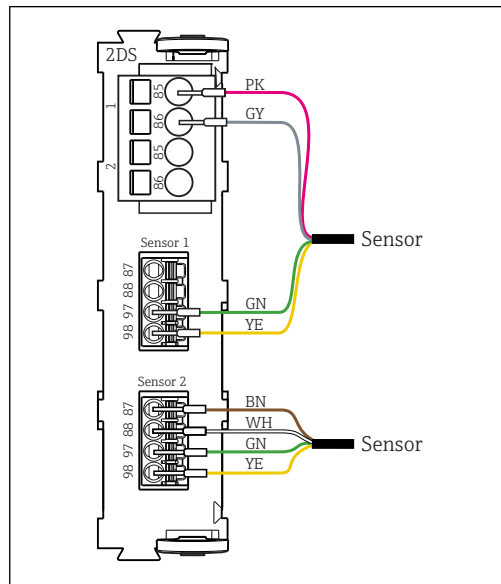 2DS
1
85
PK
86
GY
2
85
86
Sensor
Sensor 1
87
88
97
GN
98
YE
Sensor 2
87
BN
88
WH
97
GN
Sensor
98
YE